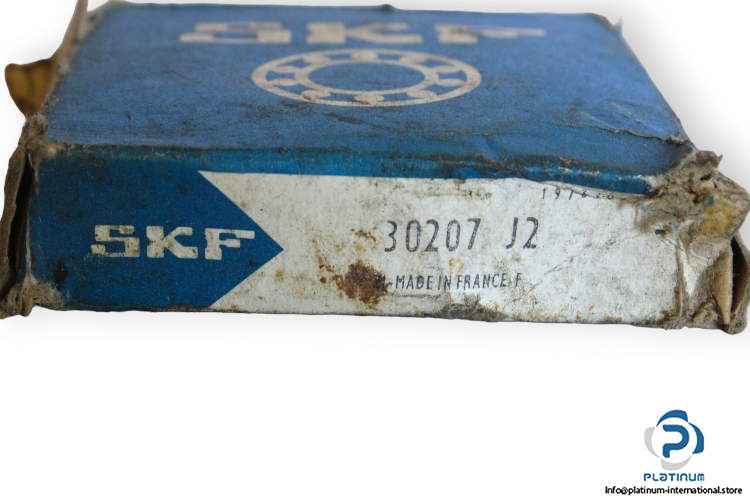 SKF
SKF
30207 J2
MADE IN FRANCE F
PLATINUM
Info@platinum-international.store